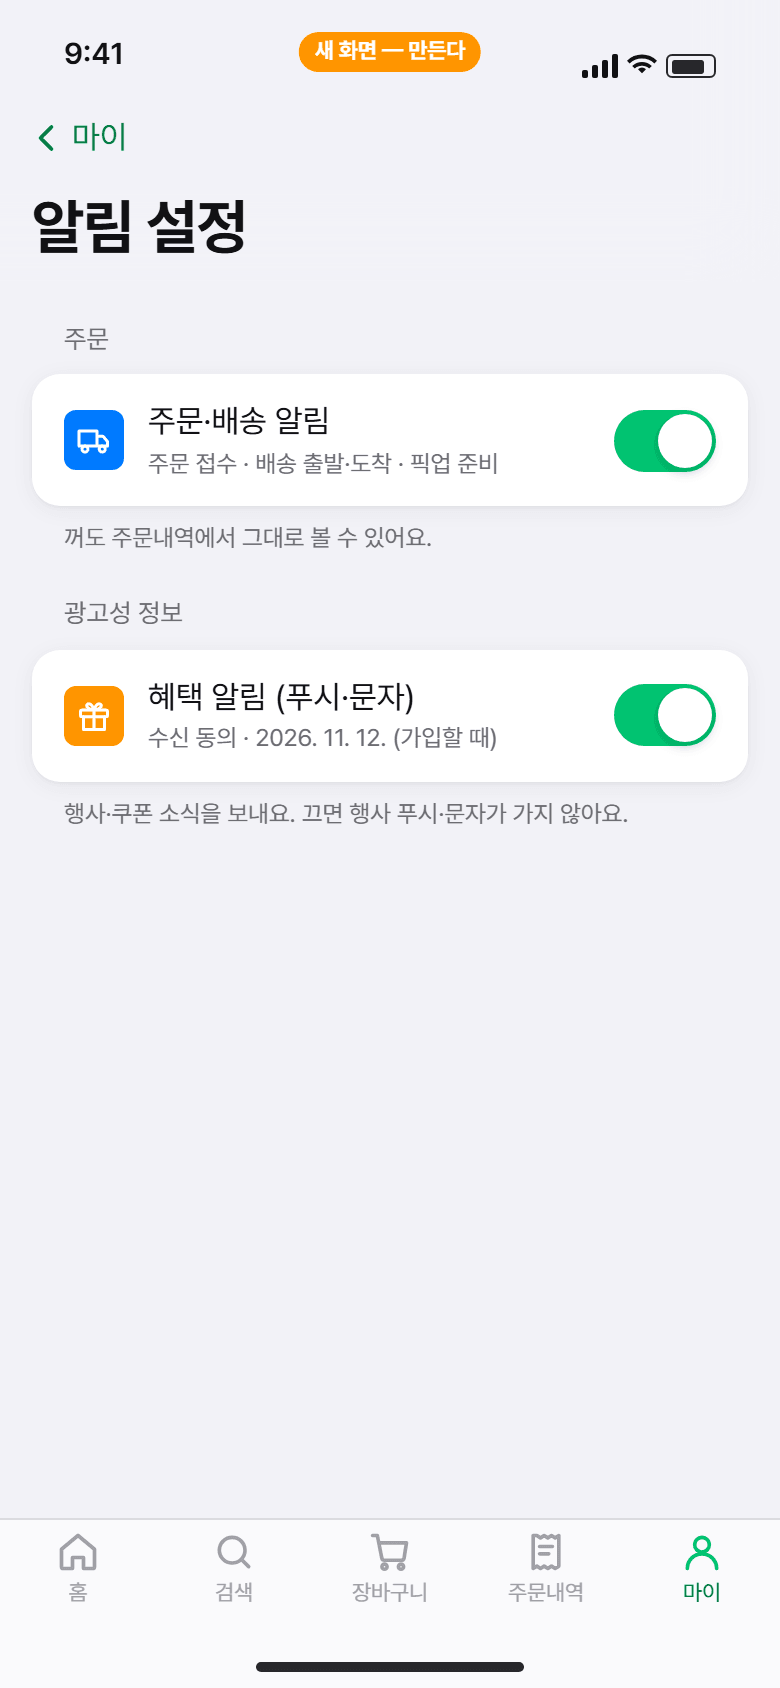 9:41
새 화면 — 만든다
마이
알림 설정
주문
주문·배송 알림
주문 접수 · 배송 출발·도착 · 픽업 준비
꺼도 주문내역에서 그대로 볼 수 있어요.
광고성 정보
혜택 알림 (푸시·문자)
수신 동의 · 2026. 11. 12. (가입할 때)
행사·쿠폰 소식을 보내요. 끄면 행사 푸시·문자가 가지 않아요.
홈
검색
장바구니
주문내역
마이